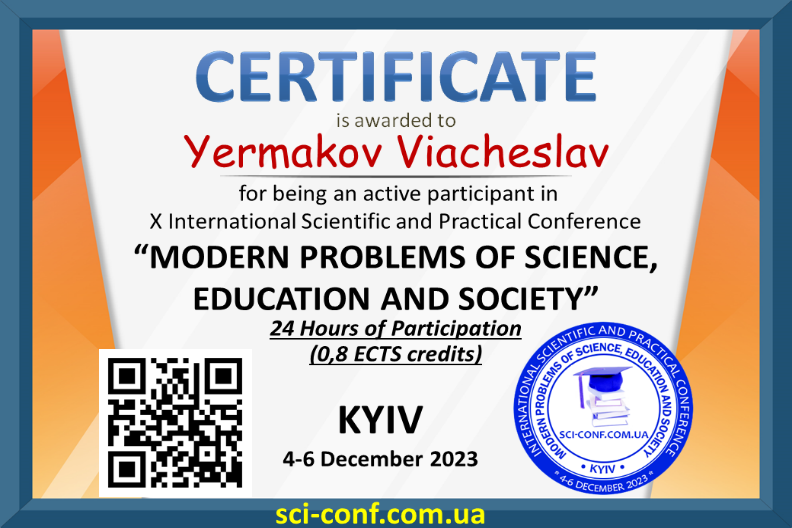 CERTIFICATE
is awarded to
Yermakov Viacheslav
for being an active participant in
X International Scientific and Practical Conference
“MODERN PROBLEMS OF SCIENCE,
EDUCATION AND SOCIETY”
24 Hours of Participation
(0,8 ECTS credits)
KYIV
4-6 December 2023
INTERNATIONAL SCIENTIFIC AND PRACTICAL CONFERENCE
MODERN PROBLEMS OF SCIENCE, EDUCATION AND SOCIETY
SCI-CONF.COM.UA
• KYIV •
* 4-6 DECEMBER 2023 *
sci-conf.com.ua